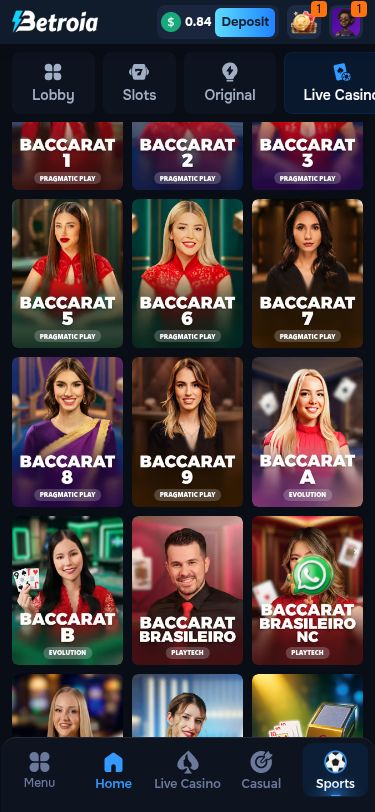 Betroia
$ 0.84 Deposit
1
1
Lobby
Slots
Original
Live Casino
BACCARAT
1
PRAGMATIC PLAY
BACCARAT
2
PRAGMATIC PLAY
BACCARAT
3
PRAGMATIC PLAY
BACCARAT
5
PRAGMATIC PLAY
BACCARAT
6
PRAGMATIC PLAY
BACCARAT
7
PRAGMATIC PLAY
BACCARAT
8
PRAGMATIC PLAY
BACCARAT
9
PRAGMATIC PLAY
BACCARAT
A
EVOLUTION
BACCARAT
B
EVOLUTION
BACCARAT
BRASILEIRO
PLAYTECH
BACCARAT
BRASILEIRO
NC
PLAYTECH
Menu
Home
Live Casino
Casual
Sports